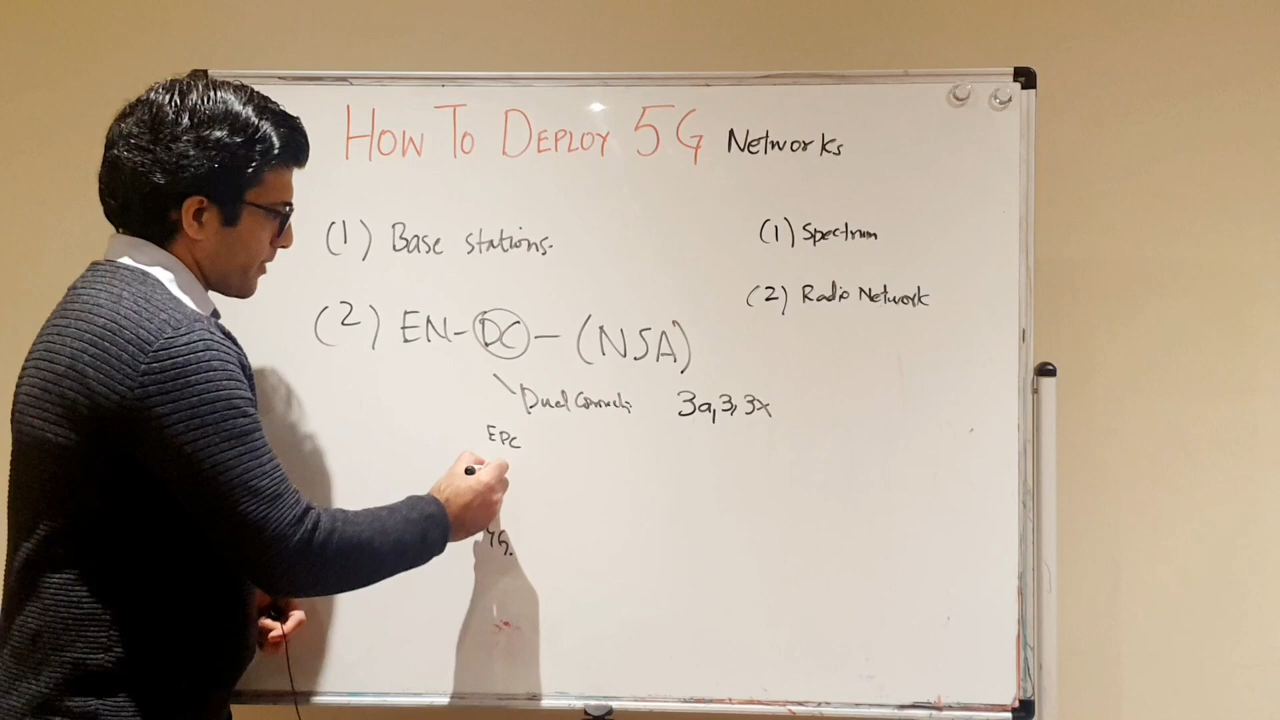 HOW TO DEPLOY 5G Networks
(1) Base stations.
(2) EN-DC-(NSA)
Dual
3a, 3, 3x
EPC
4G.
(1) Spectrum
(2) Radio Network